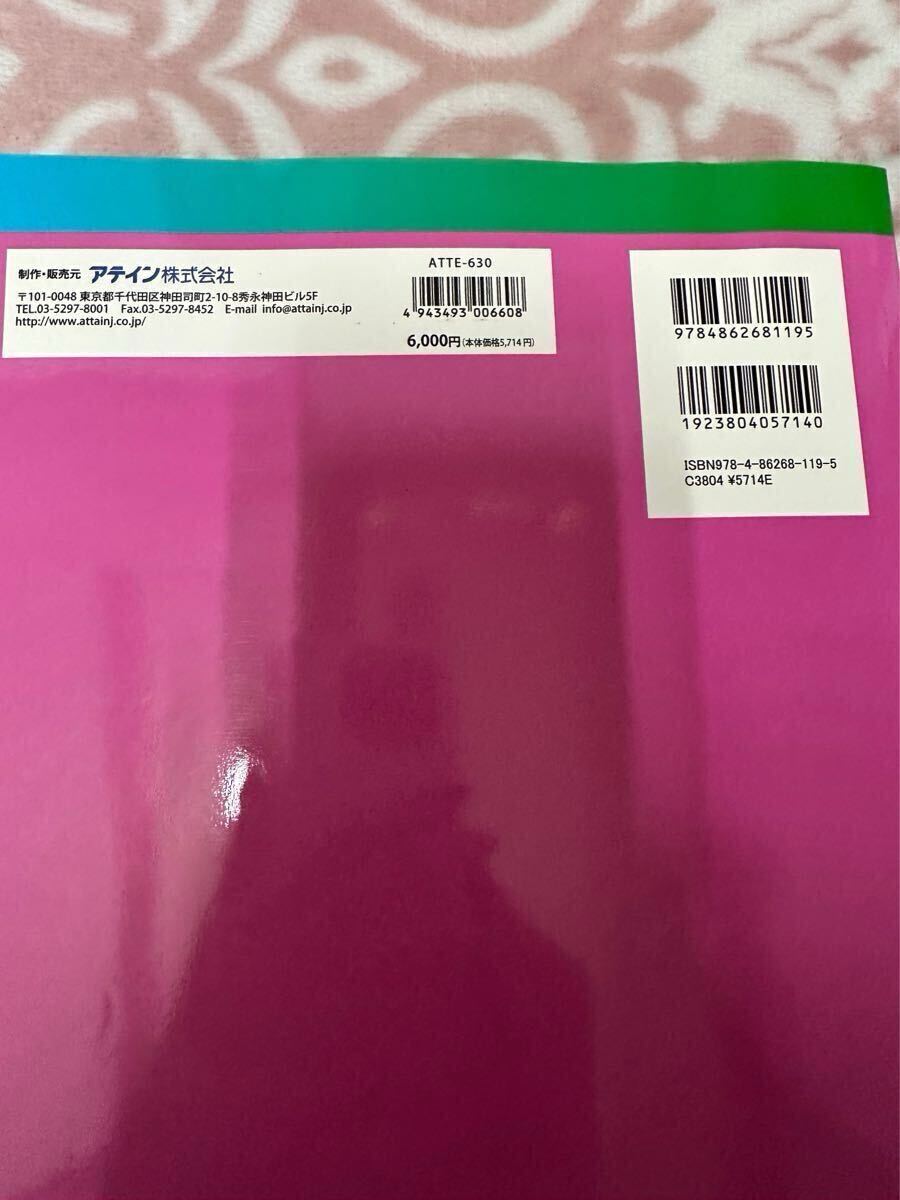 制作・販売元 アテイン株式会社
〒101-0048 東京都千代田区神田司町2-10-8秀永神田ビル5F
TEL.03-5297-8001 Fax.03-5297-8452 E-mail info@attainj.co.jp
http://www.attainj.co.jp/
ATTE-630
4 943493 006608
6,000円(本体価格5,714円)
9784862681195
1923804057140
ISBN978-4-86268-119-5
C3804 ¥5714E